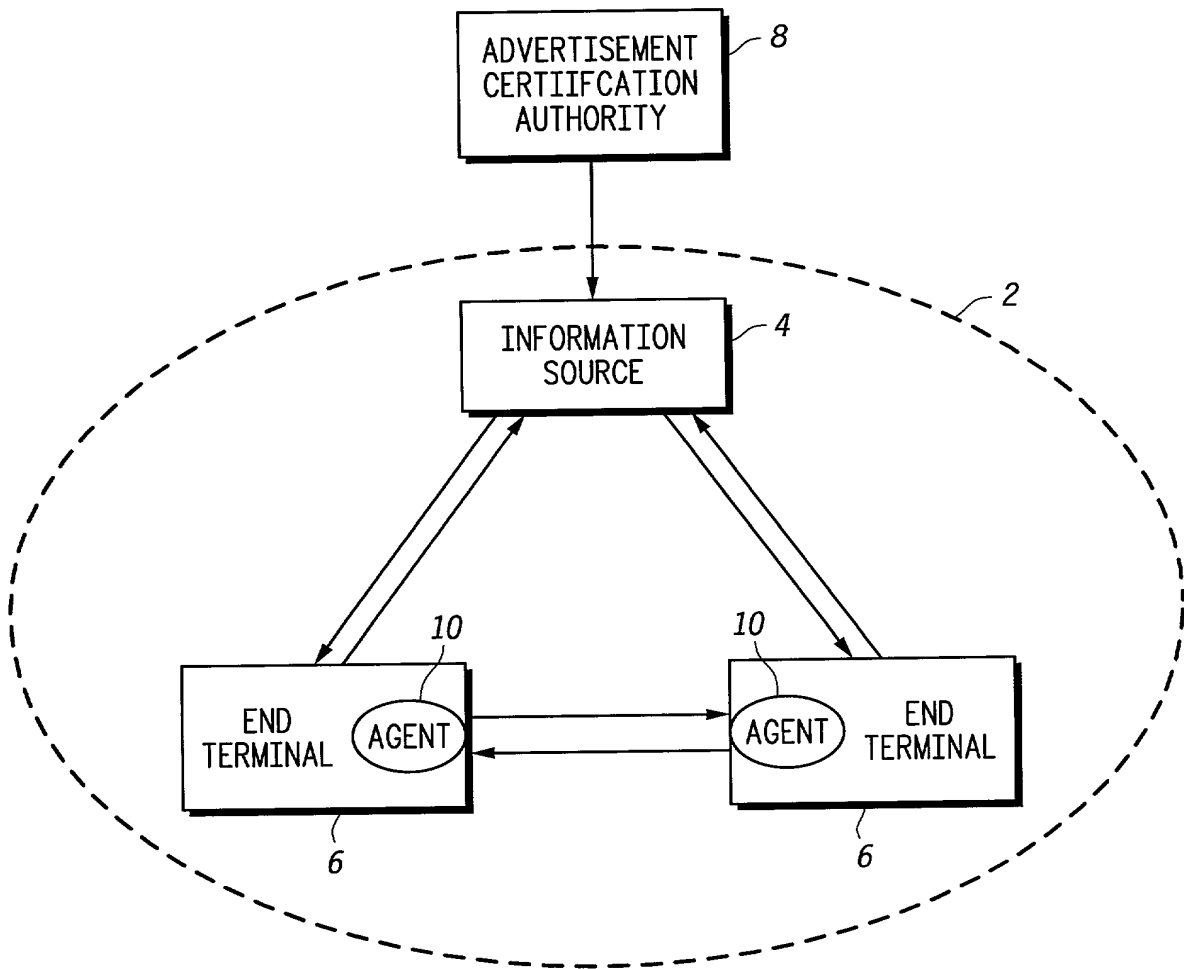 ADVERTISEMENT
CERTIIFCATION
AUTHORITY
8
2
INFORMATION
SOURCE
4
10
10
END
TERMINAL
AGENT
AGENT
END
TERMINAL
6
6